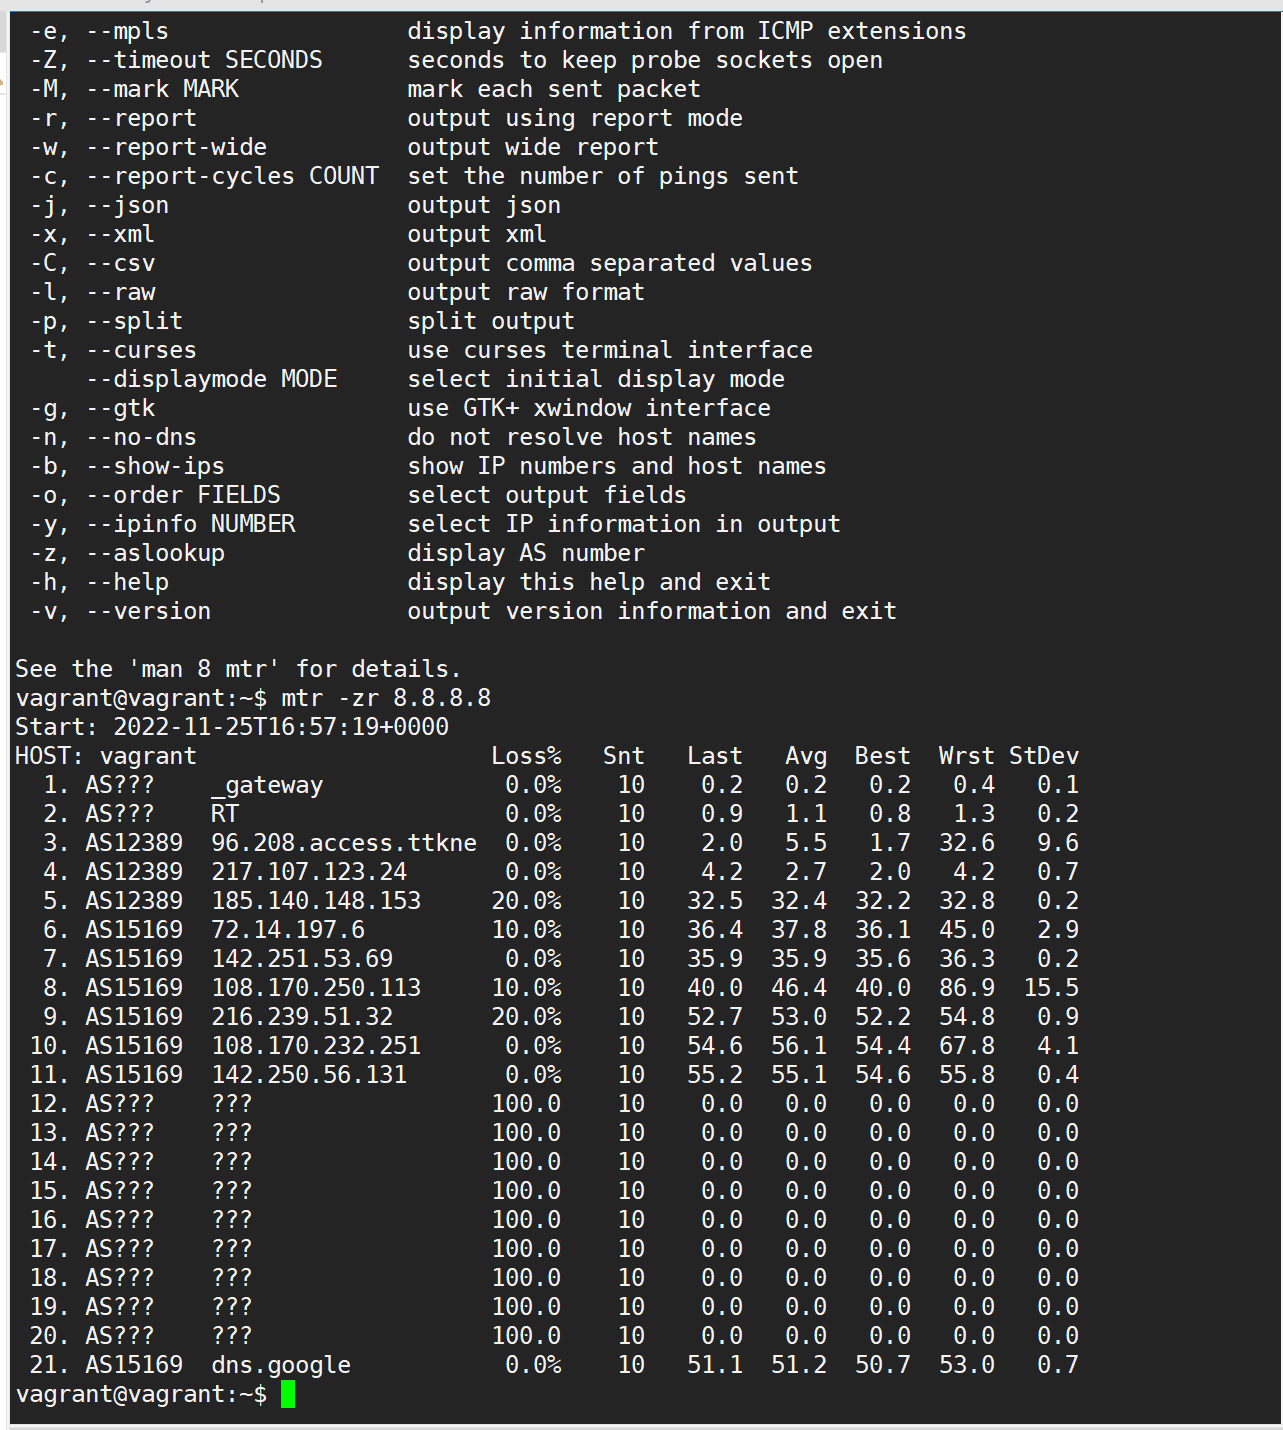 -e, --mpls                 display information from ICMP extensions
-Z, --timeout SECONDS      seconds to keep probe sockets open
-M, --mark MARK            mark each sent packet
-r, --report               output using report mode
-w, --report-wide          output wide report
-c, --report-cycles COUNT  set the number of pings sent
-j, --json                 output json
-x, --xml                  output xml
-C, --csv                  output comma separated values
-l, --raw                  output raw format
-p, --split                split output
-t, --curses               use curses terminal interface
    --displaymode MODE     select initial display mode
-g, --gtk                  use GTK+ xwindow interface
-n, --no-dns               do not resolve host names
-b, --show-ips             show IP numbers and host names
-o, --order FIELDS         select output fields
-y, --ipinfo NUMBER        select IP information in output
-z, --aslookup             display AS number
-h, --help                 display this help and exit
-v, --version              output version information and exit

See the 'man 8 mtr' for details.
vagrant@vagrant:~$ mtr -zr 8.8.8.8
Start: 2022-11-25T16:57:19+0000
HOST: vagrant                     Loss%   Snt   Last   Avg  Best  Wrst StDev
  1. AS???    _gateway             0.0%    10    0.2   0.2   0.2   0.4   0.1
  2. AS???    RT                   0.0%    10    0.9   1.1   0.8   1.3   0.2
  3. AS12389  96.208.access.ttkne  0.0%    10    2.0   5.5   1.7  32.6   9.6
  4. AS12389  217.107.123.24       0.0%    10    4.2   2.7   2.0   4.2   0.7
  5. AS12389  185.140.148.153     20.0%    10   32.5  32.4  32.2  32.8   0.2
  6. AS15169  72.14.197.6         10.0%    10   36.4  37.8  36.1  45.0   2.9
  7. AS15169  142.251.53.69        0.0%    10   35.9  35.9  35.6  36.3   0.2
  8. AS15169  108.170.250.113     10.0%    10   40.0  46.4  40.0  86.9  15.5
  9. AS15169  216.239.51.32       20.0%    10   52.7  53.0  52.2  54.8   0.9
 10. AS15169  108.170.232.251      0.0%    10   54.6  56.1  54.4  67.8   4.1
 11. AS15169  142.250.56.131       0.0%    10   55.2  55.1  54.6  55.8   0.4
 12. AS???    ???                 100.0    10    0.0   0.0   0.0   0.0   0.0
 13. AS???    ???                 100.0    10    0.0   0.0   0.0   0.0   0.0
 14. AS???    ???                 100.0    10    0.0   0.0   0.0   0.0   0.0
 15. AS???    ???                 100.0    10    0.0   0.0   0.0   0.0   0.0
 16. AS???    ???                 100.0    10    0.0   0.0   0.0   0.0   0.0
 17. AS???    ???                 100.0    10    0.0   0.0   0.0   0.0   0.0
 18. AS???    ???                 100.0    10    0.0   0.0   0.0   0.0   0.0
 19. AS???    ???                 100.0    10    0.0   0.0   0.0   0.0   0.0
 20. AS???    ???                 100.0    10    0.0   0.0   0.0   0.0   0.0
 21. AS15169  dns.google           0.0%    10   51.1  51.2  50.7  53.0   0.7
vagrant@vagrant:~$